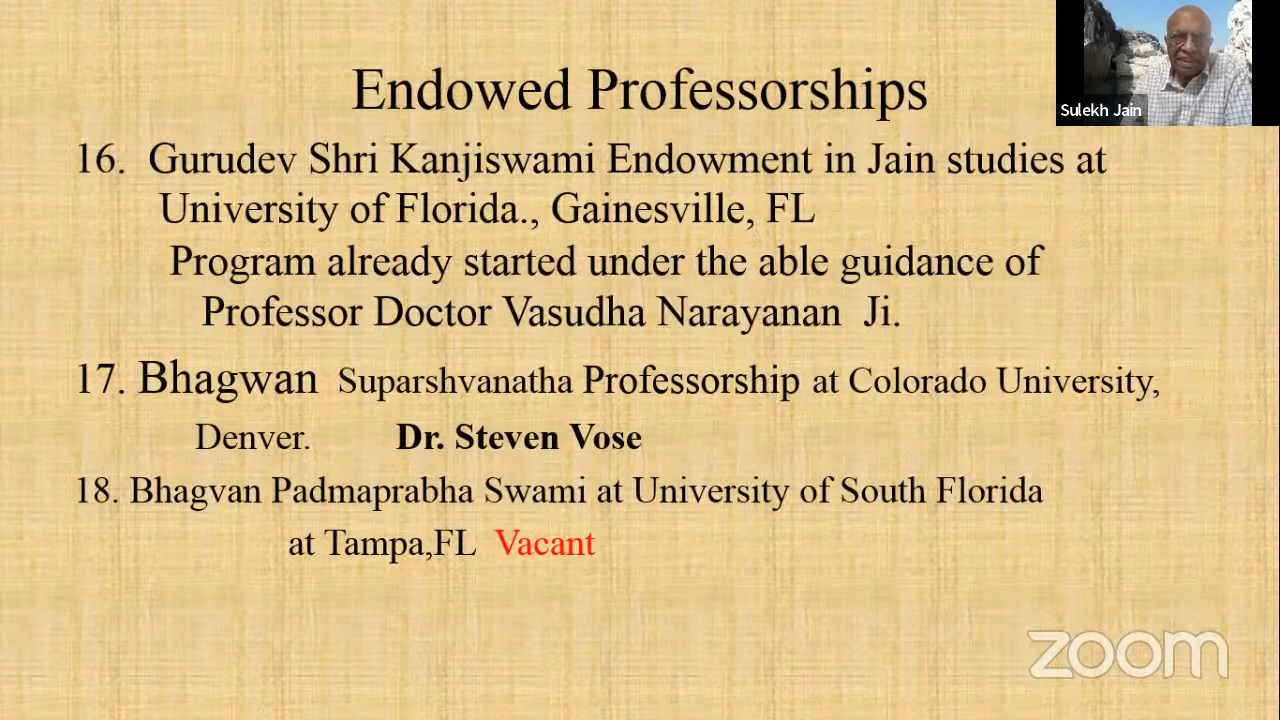 Endowed Professorships
Sulekh Jain
16. Gurudev Shri Kanjiswami Endowment in Jain studies at
University of Florida., Gainesville, FL
Program already started under the able guidance of
Professor Doctor Vasudha Narayanan Ji.
17. Bhagwan Suparshvanatha Professorship at Colorado University,
Denver. Dr. Steven Vose
18. Bhagvan Padmaprabha Swami at University of South Florida
at Tampa,FL Vacant
zoom